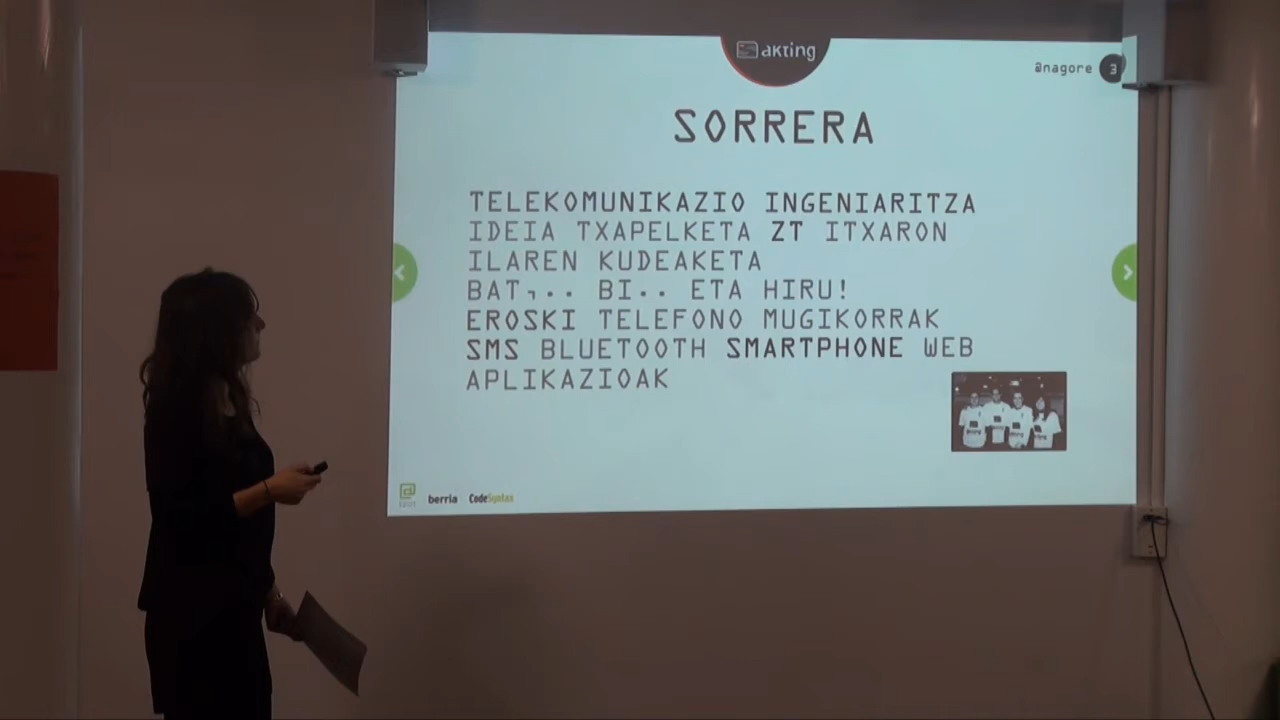 akting
@nagore 3
SORRERA
TELEKOMUNIKAZIO INGENIARITZA
IDEIA TXAPELKETA ZT ITXARON
ILAREN KUDEAKETA
BAT,.. BI.. ETA HIRU!
EROSKI TELEFONO MUGIKORRAK
SMS BLUETOOTH SMARTPHONE WEB
APLIKAZIOAK
berria CodeSyntax